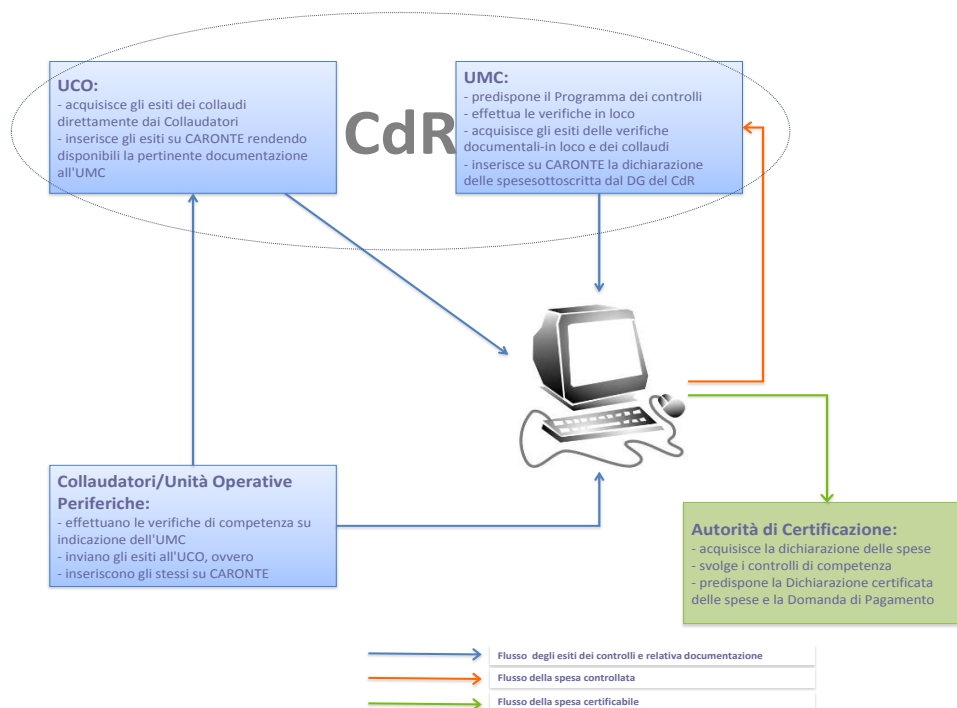 UCO:
- acquisisce gli esiti dei collaudi
direttamente dai Collaudatori
- inserisce gli esiti su CARONTE rendendo
disponibili la pertinente documentazione
all'UMC
CdR
UMC:
- predispone il Programma dei controlli
- effettua le verifiche in loco
- acquisisce gli esiti delle verifiche
documentali-in loco e dei collaudi
- inserisce su CARONTE la dichiarazione
delle spesesottoscritta dal DG del CdR
Collaudatori/Unità Operative
Periferiche:
- effettuano le verifiche di competenza su
indicazione dell'UMC
- inviano gli esiti all'UCO, ovvero
- inseriscono gli stessi su CARONTE
Autorità di Certificazione:
- acquisisce la dichiarazione delle spese
- svolge i controlli di competenza
- predispone la Dichiarazione certificata
delle spese e la Domanda di Pagamento
Flusso degli esiti dei controlli e relativa documentazione
Flusso della spesa controllata
Flusso della spesa certificabile